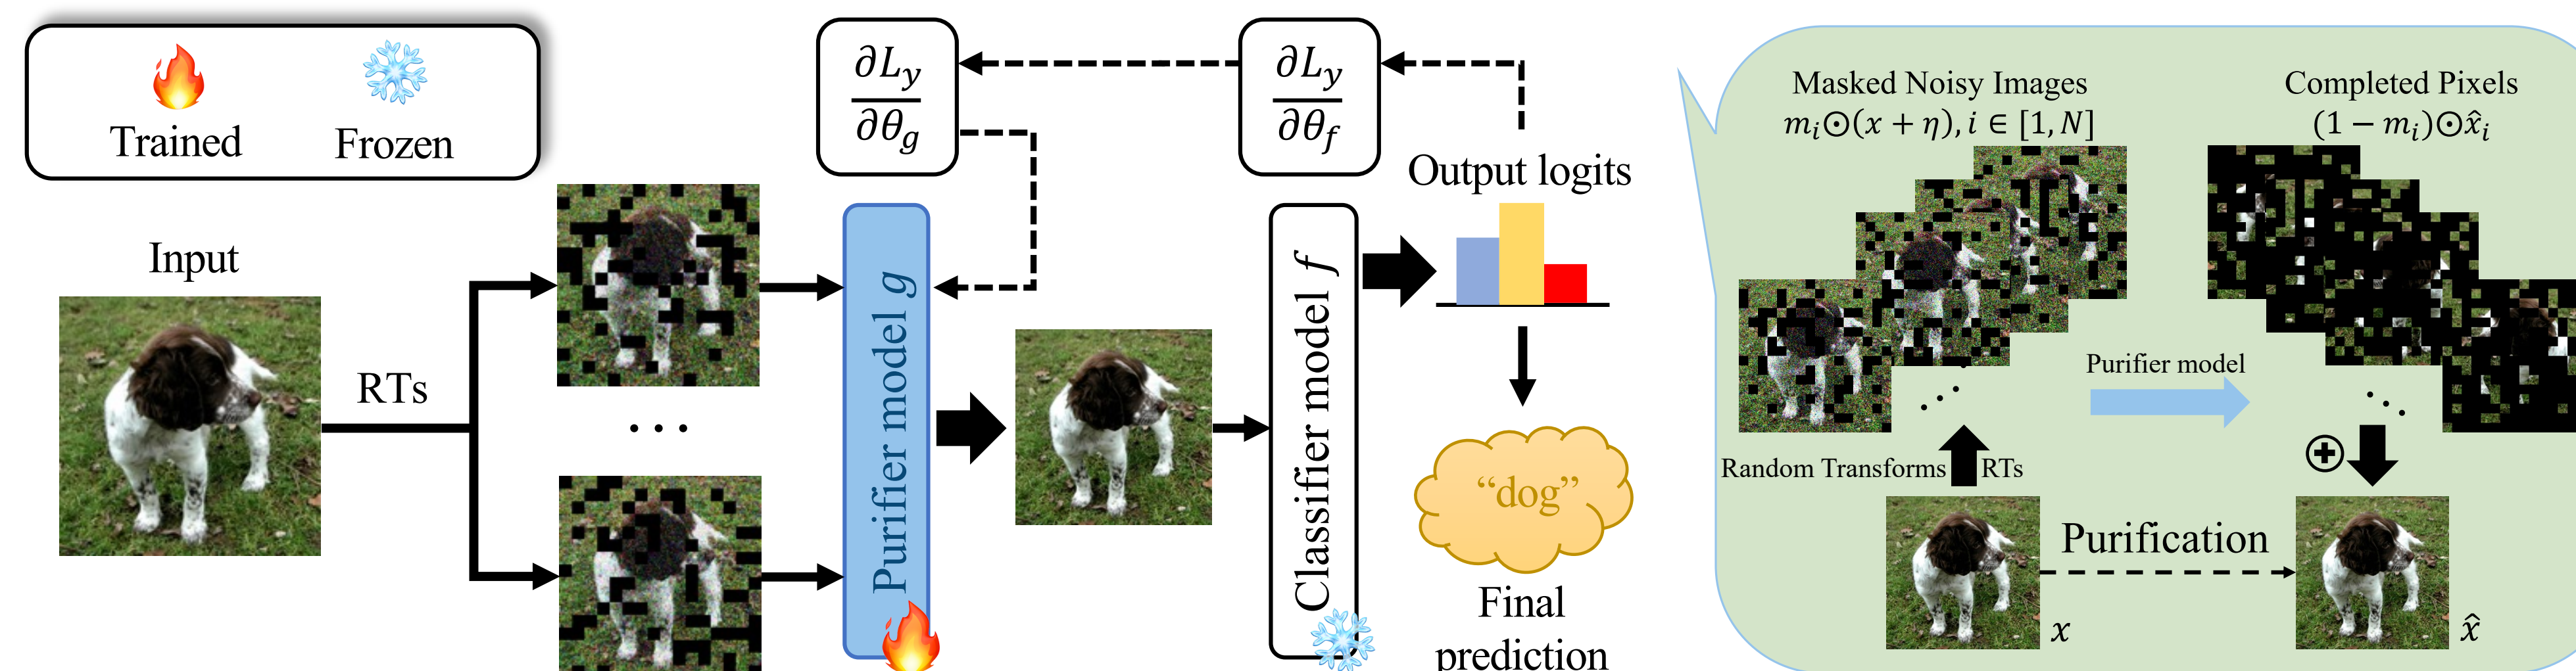 Trained
Frozen
Input
RTs
. . .
∂L_y
∂θ_g
∂L_y
∂θ_f
Purifier model g
Classifier model f
Output logits
“dog”
Final
prediction
Masked Noisy Images
m_i⊙(x + η), i ∈ [1, N]
Completed Pixels
(1 − m_i)⊙x̂_i
Purifier model
Random Transforms
RTs
Purification
x
x̂